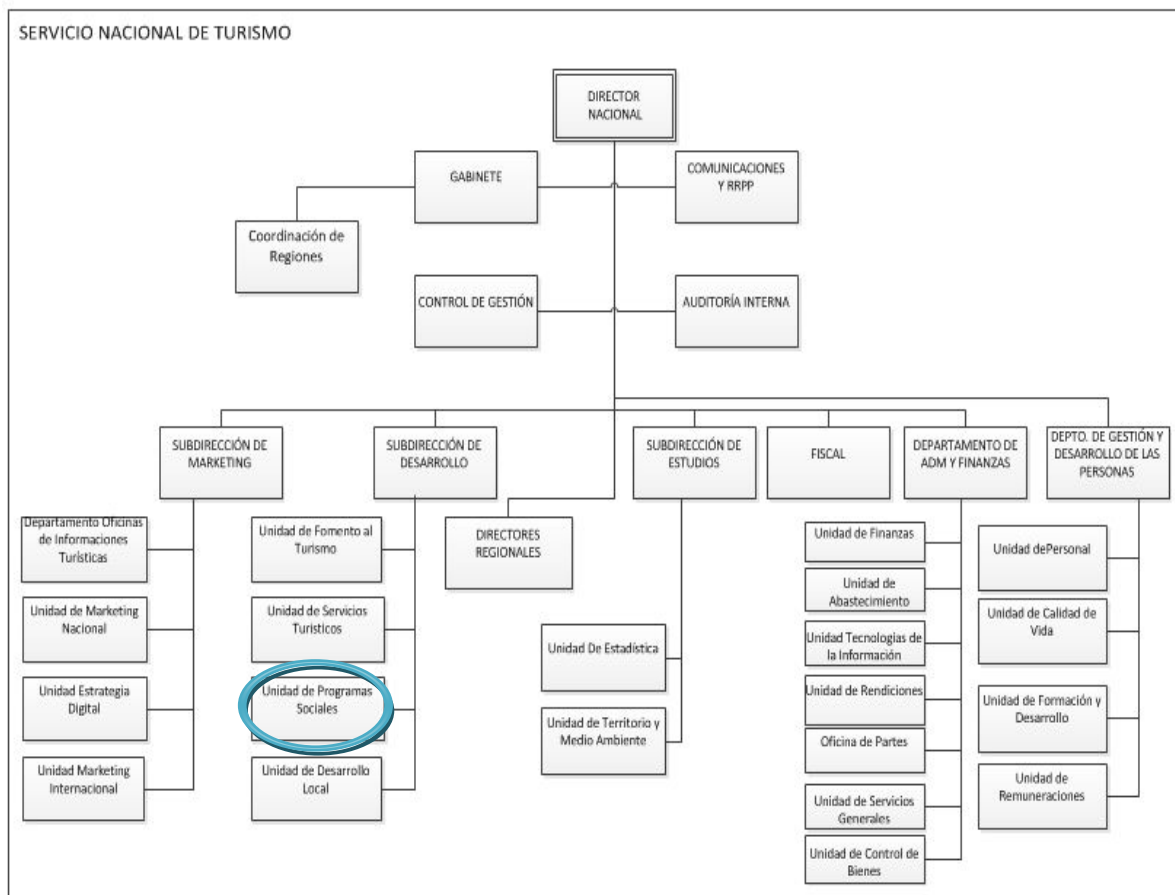 SERVICIO NACIONAL DE TURISMO
DIRECTOR
NACIONAL
GABINETE
COMUNICACIONES
Y RRPP
Coordinación de
Regiones
CONTROL DE GESTIÓN
AUDITORÍA INTERNA
SUBDIRECCIÓN DE
MARKETING
SUBDIRECCIÓN DE
DESARROLLO
SUBDIRECCIÓN DE
ESTUDIOS
FISCAL
DEPARTAMENTO DE
ADM Y FINANZAS
DEPTO. DE GESTIÓN Y
DESARROLLO DE LAS
PERSONAS
Departamento Oficinas
de Informaciones
Turísticas
Unidad de Marketing
Nacional
Unidad Estrategia
Digital
Unidad Marketing
Internacional
Unidad de Fomento al
Turismo
Unidad de Servicios
Turisticos
Unidad de Programas
Sociales
Unidad de Desarrollo
Local
DIRECTORES
REGIONALES
Unidad De Estadística
Unidad de Territorio y
Medio Ambiente
Unidad de Finanzas
Unidad de
Abastecimiento
Unidad Tecnologias de
la Información
Unidad de Rendiciones
Oficina de Partes
Unidad de Servicios
Generales
Unidad de Control de
Bienes
Unidad dePersonal
Unidad de Calidad de
Vida
Unidad de Formación y
Desarrollo
Unidad de
Remuneraciones